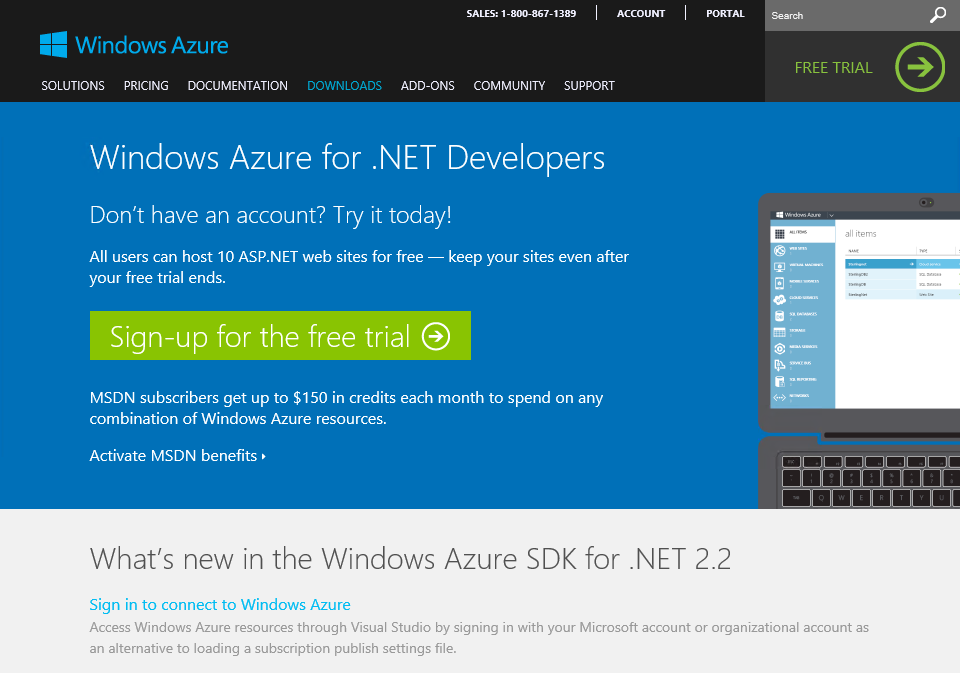 SALES: 1-800-867-1389
ACCOUNT
PORTAL
Search
Windows Azure
FREE TRIAL
SOLUTIONS PRICING DOCUMENTATION DOWNLOADS ADD-ONS COMMUNITY SUPPORT
Windows Azure for .NET Developers
Don't have an account? Try it today!
All users can host 10 ASP.NET web sites for free — keep your sites even after
your free trial ends.
Sign-up for the free trial
MSDN subscribers get up to $150 in credits each month to spend on any
combination of Windows Azure resources.
Activate MSDN benefits
Windows Azure
ALL ITEMS
WEB SITES
VIRTUAL MACHINES
MOBILE SERVICES
CLOUD SERVICES
SQL DATABASES
STORAGE
MEDIA SERVICES
SERVICE BUS
SQL REPORTING
NETWORKS
all items
NAME TYPE
SQL Database
SQL Database
Web Site
Q W E R T Y U
What's new in the Windows Azure SDK for .NET 2.2
Sign in to connect to Windows Azure
Access Windows Azure resources through Visual Studio by signing in with your Microsoft account or organizational account as
an alternative to loading a subscription publish settings file.